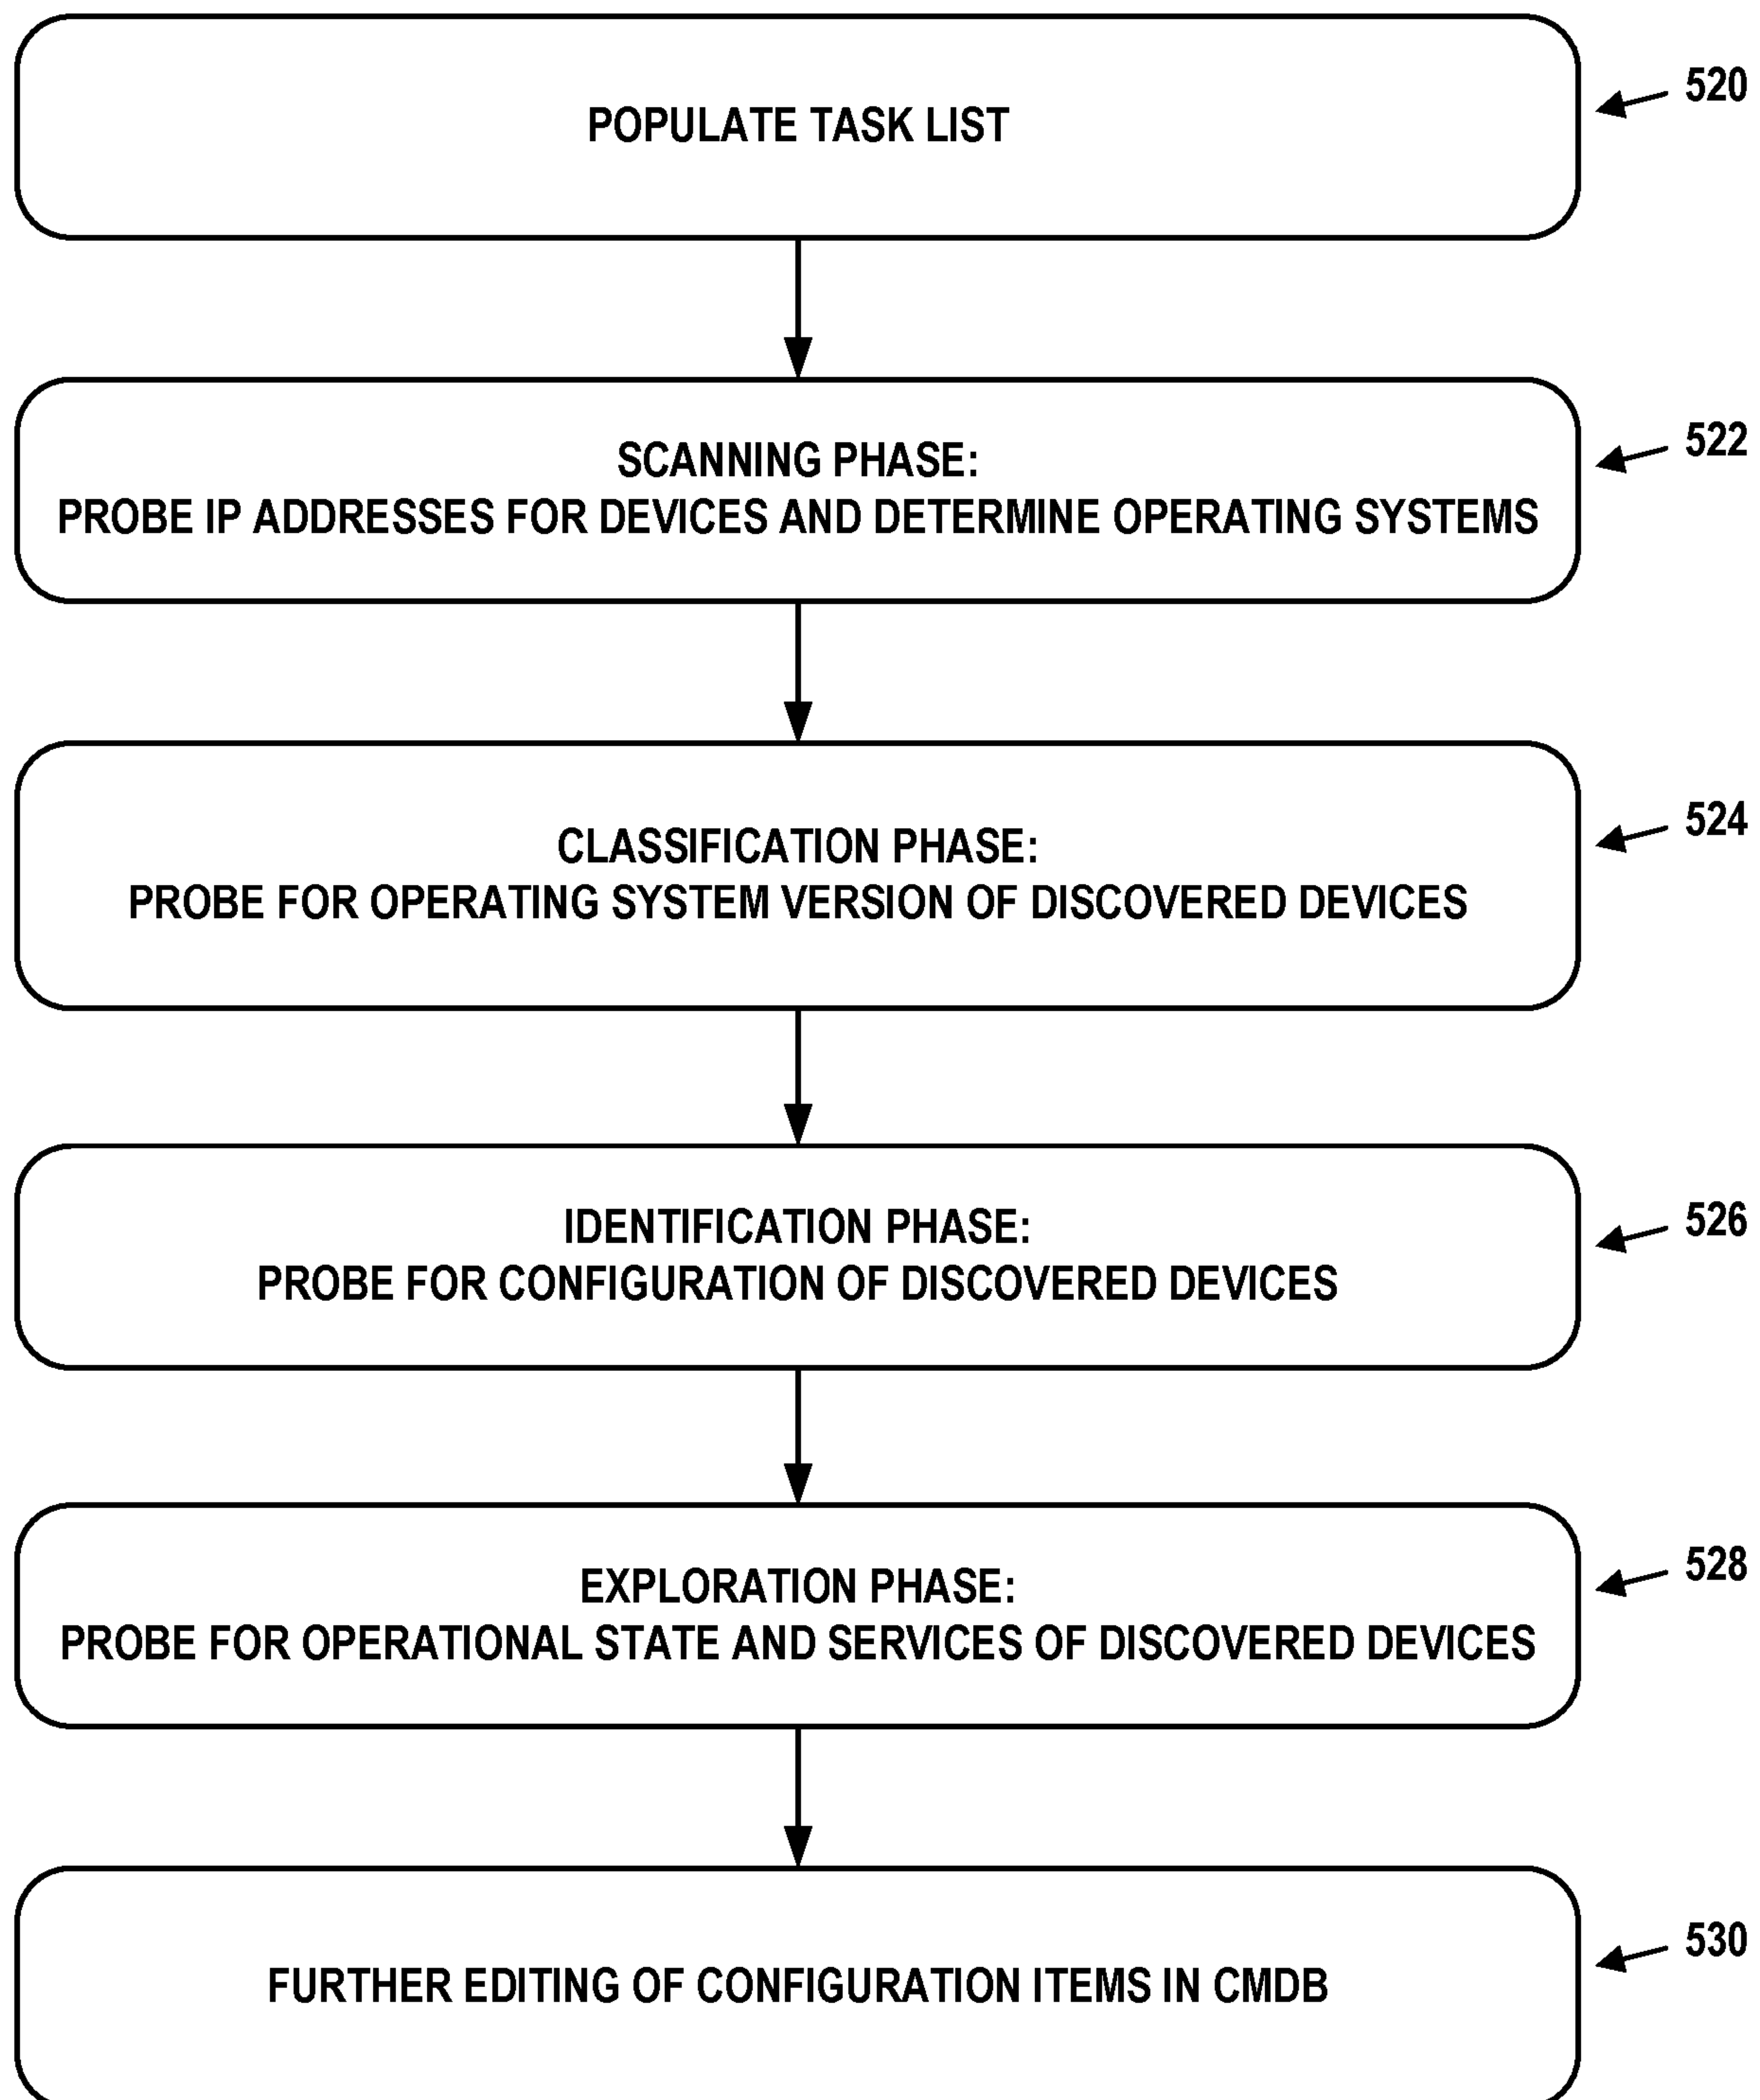 POPULATE TASK LIST
520
SCANNING PHASE:
PROBE IP ADDRESSES FOR DEVICES AND DETERMINE OPERATING SYSTEMS
522
CLASSIFICATION PHASE:
PROBE FOR OPERATING SYSTEM VERSION OF DISCOVERED DEVICES
524
IDENTIFICATION PHASE:
PROBE FOR CONFIGURATION OF DISCOVERED DEVICES
526
EXPLORATION PHASE:
PROBE FOR OPERATIONAL STATE AND SERVICES OF DISCOVERED DEVICES
528
FURTHER EDITING OF CONFIGURATION ITEMS IN CMDB
530